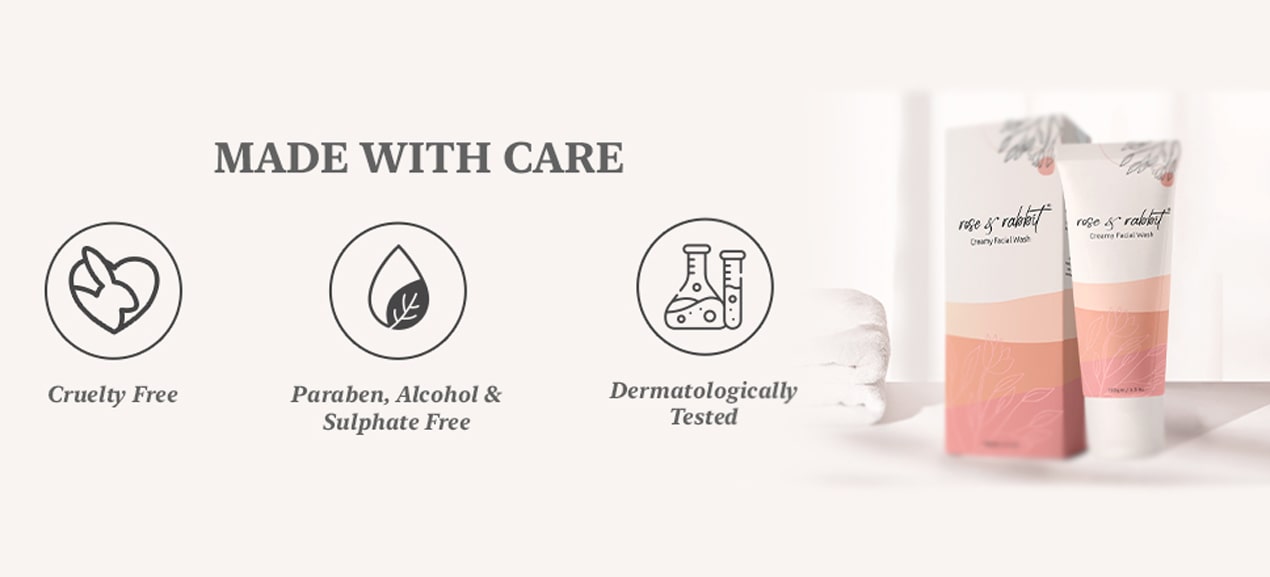 MADE WITH CARE
Cruelty Free
Paraben, Alcohol &
Sulphate Free
Dermatologically
Tested
rose & rabbit
Creamy Facial Wash
rose & rabbit
Creamy Facial Wash